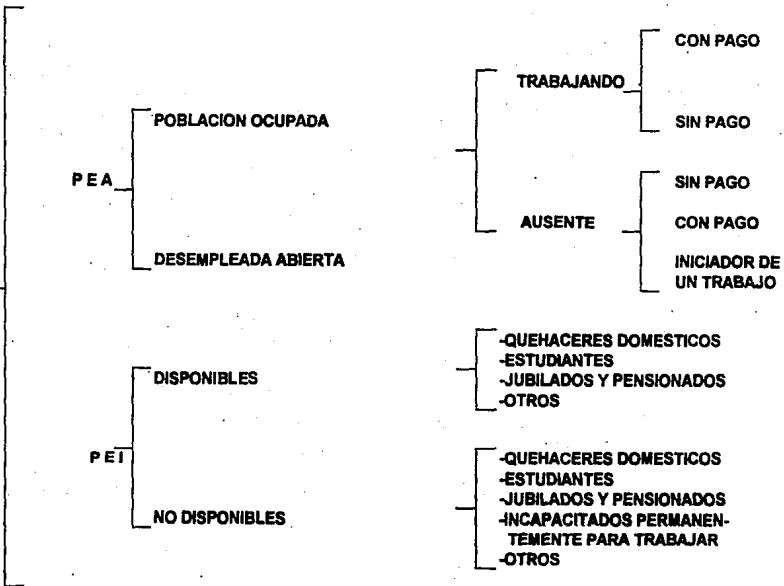 PEA
POBLACION OCUPADA
TRABAJANDO
CON PAGO
SIN PAGO
AUSENTE
SIN PAGO
CON PAGO
INICIADOR DE
UN TRABAJO
DESEMPLEADA ABIERTA
PEI
DISPONIBLES
-QUEHACERES DOMESTICOS
-ESTUDIANTES
-JUBILADOS Y PENSIONADOS
-OTROS
NO DISPONIBLES
-QUEHACERES DOMESTICOS
-ESTUDIANTES
-JUBILADOS Y PENSIONADOS
-INCAPACITADOS PERMANEN-
TEMENTE PARA TRABAJAR
-OTROS